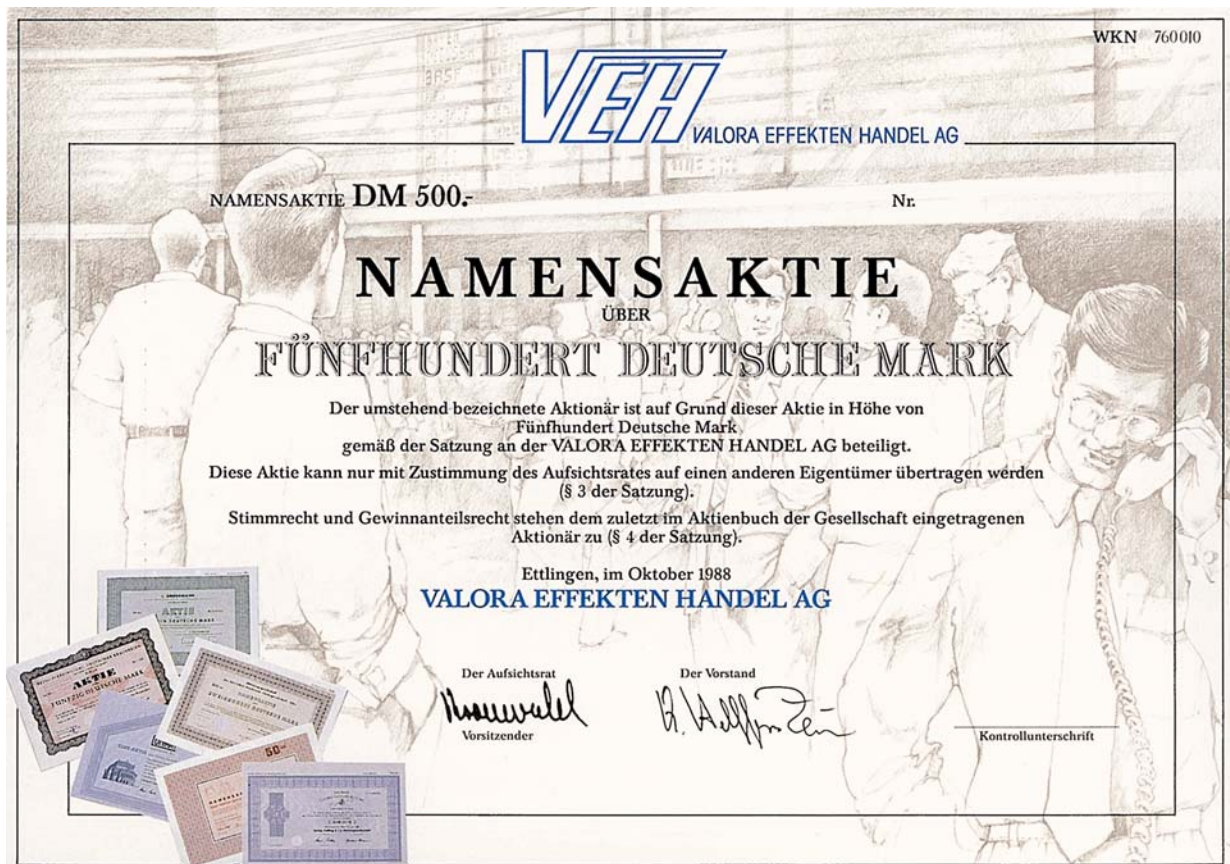 WKN 760010
VEH
VALORA EFFEKTEN HANDEL AG
NAMENSAKTIE DM 500.-
Nr.
NAMENSAKTIE
ÜBER
FÜNFHUNDERT DEUTSCHE MARK
Der umstehend bezeichnete Aktionär ist auf Grund dieser Aktie in Höhe von
Fünfhundert Deutsche Mark
gemäß der Satzung an der VALORA EFFEKTEN HANDEL AG beteiligt.
Diese Aktie kann nur mit Zustimmung des Aufsichtsrates auf einen anderen Eigentümer übertragen werden
(§ 3 der Satzung).
Stimmrecht und Gewinnanteilsrecht stehen dem zuletzt im Aktienbuch der Gesellschaft eingetragenen
Aktionär zu (§ 4 der Satzung).
Ettlingen, im Oktober 1988
VALORA EFFEKTEN HANDEL AG
Der Aufsichtsrat
Vorsitzender
Der Vorstand
Kontrollunterschrift
AKTIE
AKTIE
FÜNFZIG DEUTSCHE MARK
50